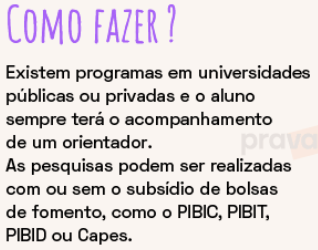 Como fazer?
Existem programas em universidades
públicas ou privadas e o aluno
sempre terá o acompanhamento
de um orientador.
As pesquisas podem ser realizadas
com ou sem o subsídio de bolsas
de fomento, como o PIBIC, PIBIT,
PIBID ou Capes.
prava